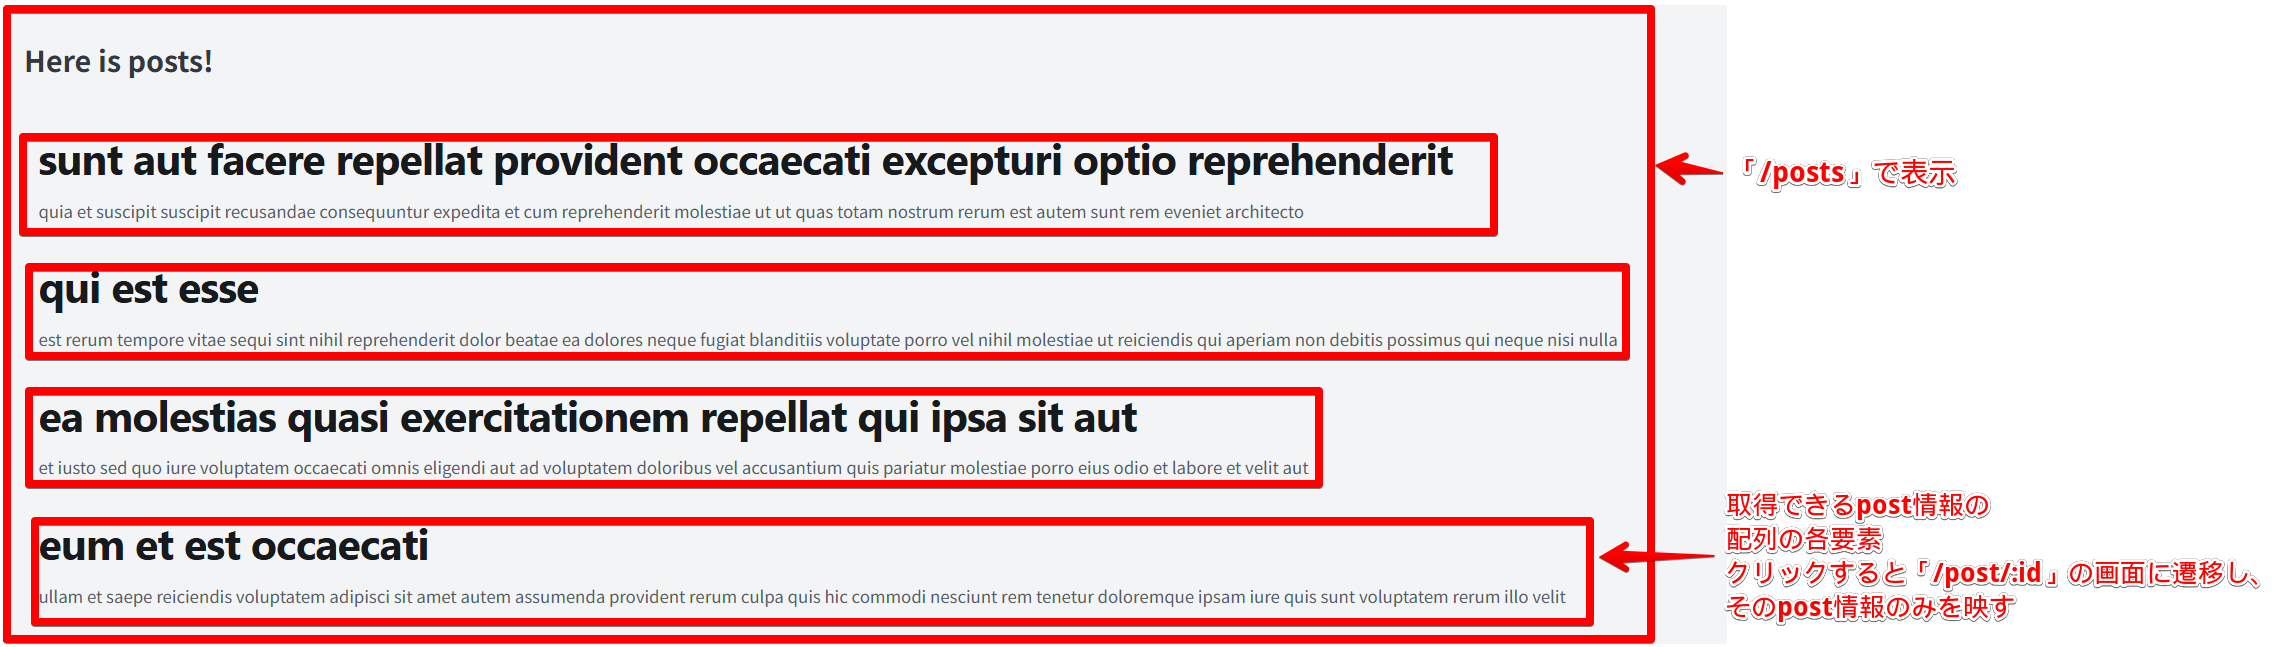 Here is posts!
sunt aut facere repellat provident occaecati excepturi optio reprehenderit
quia et suscipit suscipit recusandae consequuntur expedita et cum reprehenderit molestiae ut ut quas totam nostrum rerum est autem sunt rem eveniet architecto
「/posts」で表示
qui est esse
est rerum tempore vitae sequi sint nihil reprehenderit dolor beatae ea dolores neque fugiat blanditiis voluptate porro vel nihil molestiae ut reiciendis qui aperiam non debitis possimus qui neque nisi nulla
ea molestias quasi exercitationem repellat qui ipsa sit aut
et iusto sed quo iure voluptatem occaecati omnis eligendi aut ad voluptatem doloribus vel accusantium quis pariatur molestiae porro eius odio et labore et velit aut
eum et est occaecati
ullam et saepe reiciendis voluptatem adipisci sit amet autem assumenda provident rerum culpa quis hic commodi nesciunt rem tenetur doloremque ipsam iure quis sunt voluptatem rerum illo velit
取得できるpost情報の
配列の各要素
クリックすると「/post/:id」の画面に遷移し、
そのpost情報のみを映す